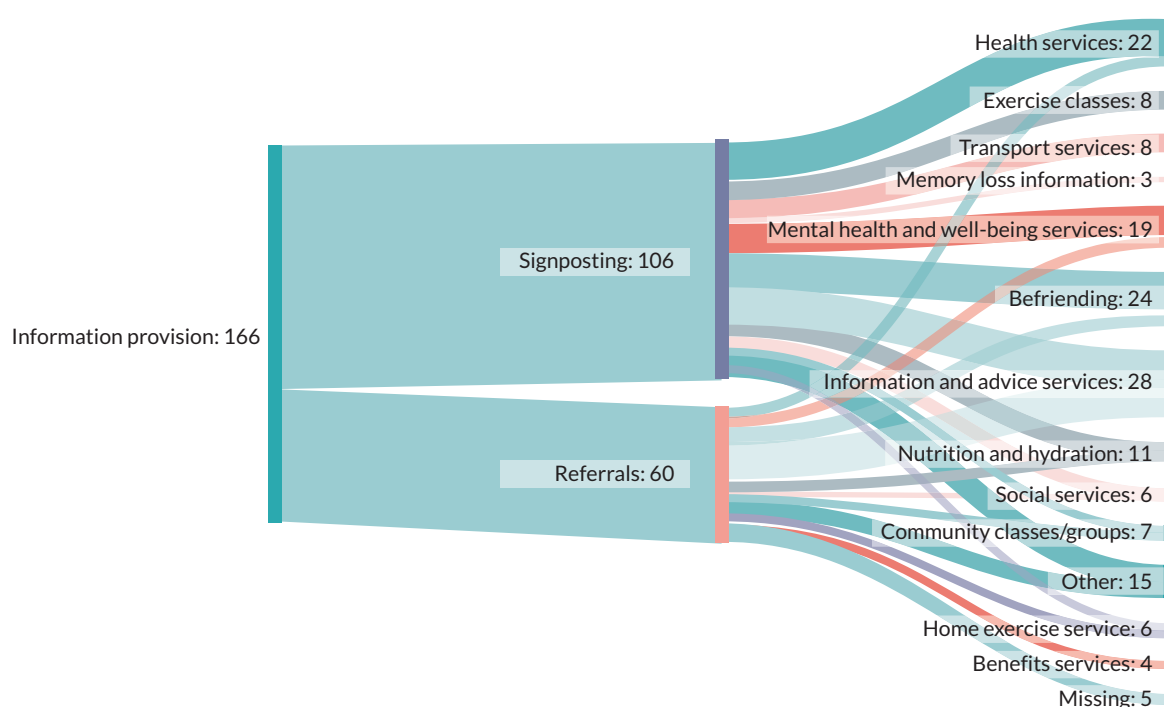 Health services: 22
Exercise classes: 8
Transport services: 8
Memory loss information: 3
Mental health and well-being services: 19
Signposting: 106
Befriending: 24
Information provision: 166
Information and advice services: 28
Nutrition and hydration: 11
Referrals: 60
Social services: 6
Community classes/groups: 7
Other: 15
Home exercise service: 6
Benefits services: 4
Missing: 5